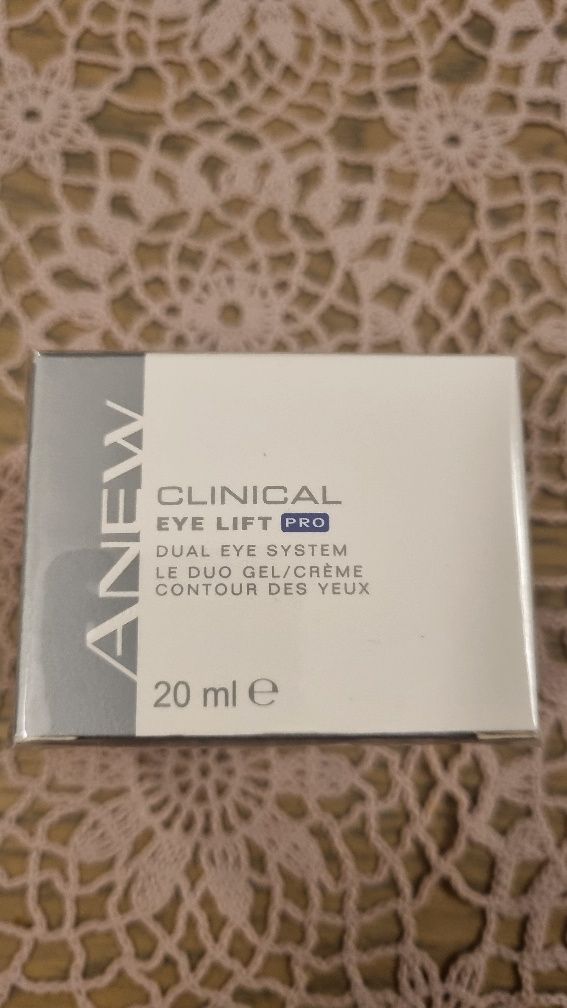 ANEW
CLINICAL
EYE LIFT PRO
DUAL EYE SYSTEM
LE DUO GEL/CRÈME
CONTOUR DES YEUX
20 ml ℮